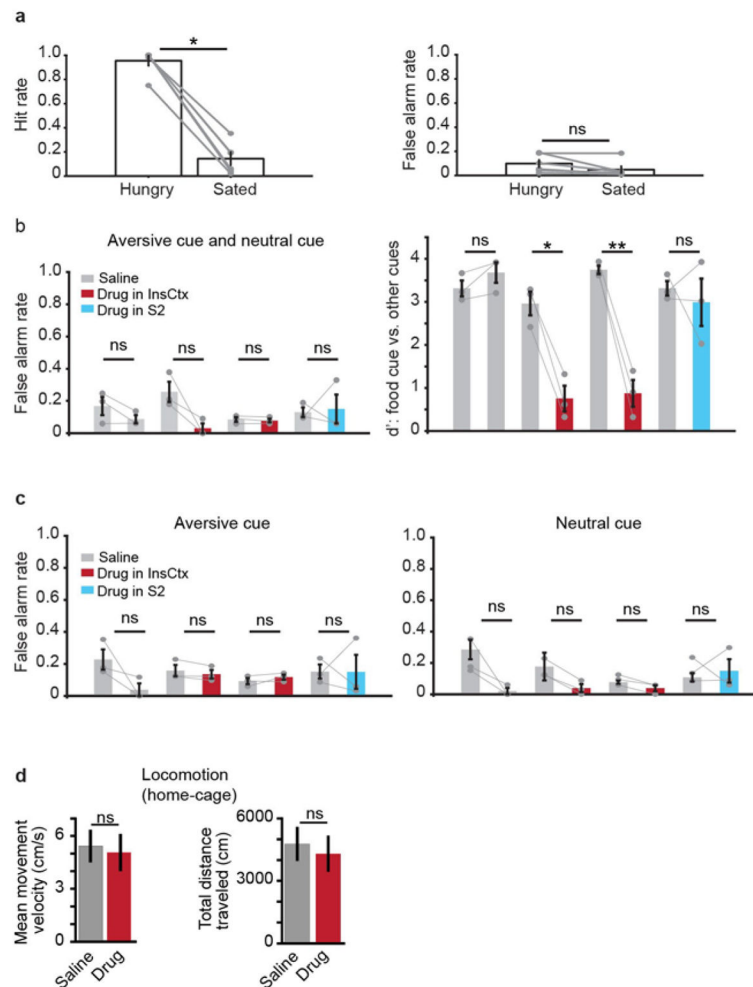 a
*
1.0
0.8
0.6
0.4
0.2
0
Hit rate
Hungry
Sated
ns
1.0
0.8
0.6
0.4
0.2
0
False alarm rate
Hungry
Sated
b
Aversive cue and neutral cue
Saline
Drug in InsCtx
Drug in S2
1.0
0.8
0.6
0.4
0.2
0
False alarm rate
ns
ns
ns
ns
ns
*
**
ns
4
3
2
1
0
d': food cue vs. other cues
c
Aversive cue
Saline
Drug in InsCtx
Drug in S2
1.0
0.8
0.6
0.4
0.2
0
False alarm rate
ns
ns
ns
ns
Neutral cue
1.0
0.8
0.6
0.4
0.2
0
ns
ns
ns
ns
d
Locomotion
(home-cage)
ns
6
3
0
Mean movement
velocity (cm/s)
Saline
Drug
ns
6000
3000
0
Total distance
traveled (cm)
Saline
Drug